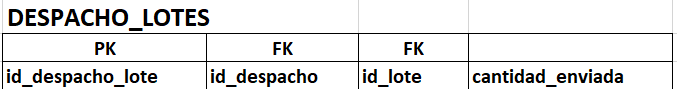 DESPACHO_LOTES
PK FK FK
id_despacho_lote id_despacho id_lote cantidad_enviada